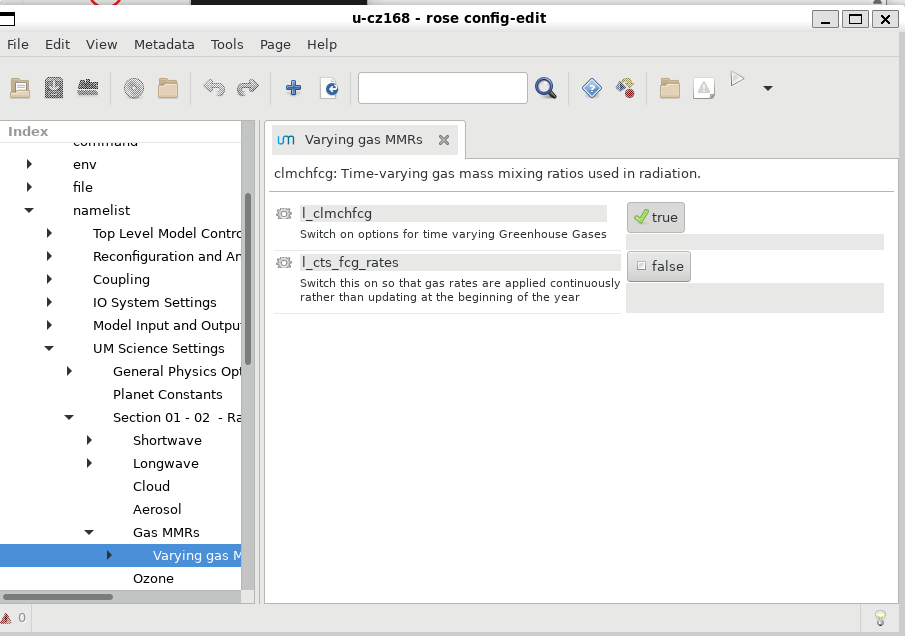 u-cz168 - rose config-edit
File Edit View Metadata Tools Page Help
Index
command
env
file
namelist
Top Level Model Contro
Reconfiguration and An
Coupling
IO System Settings
Model Input and Outpu
UM Science Settings
General Physics Opt
Planet Constants
Section 01 - 02 - Ra
Shortwave
Longwave
Cloud
Aerosol
Gas MMRs
Varying gas M
Ozone
um Varying gas MMRs
clmchfcg: Time-varying gas mass mixing ratios used in radiation.
l_clmchfcg
true
Switch on options for time varying Greenhouse Gases
l_cts_fcg_rates
false
Switch this on so that gas rates are applied continuously
rather than updating at the beginning of the year
0